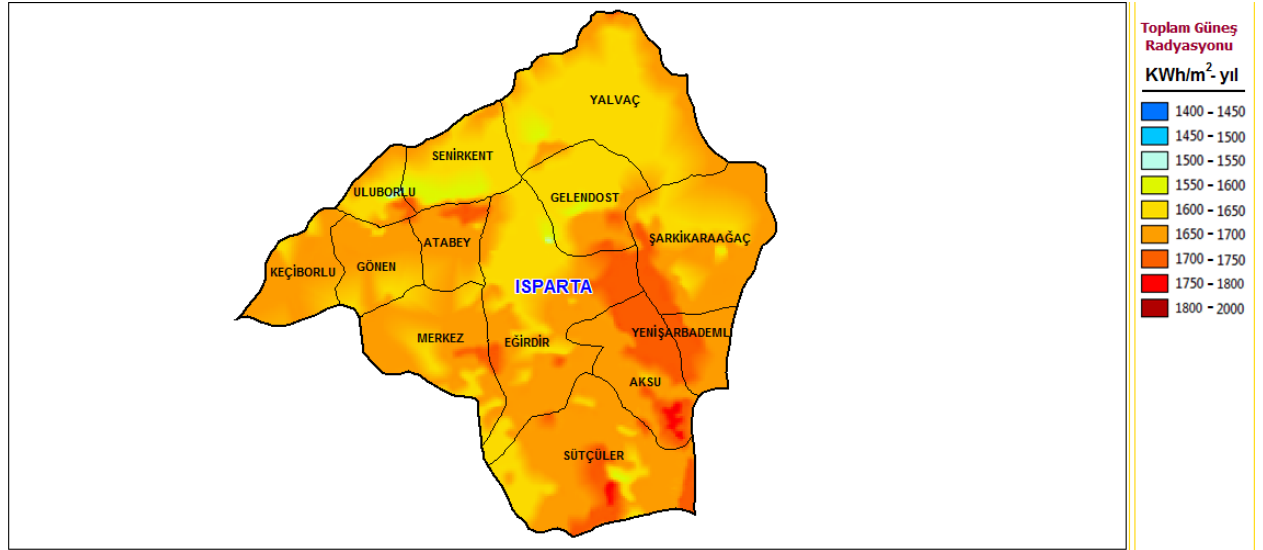 YALVAÇ
SENİRKENT
ULUBORLU
GELENDOST
ŞARKİKARAAĞAÇ
ATABEY
GÖNEN
KEÇİBORLU
ISPARTA
MERKEZ
EĞİRDİR
YENİŞARBADEMLİ
AKSU
SÜTÇÜLER
Toplam Güneş
Radyasyonu
KWh/m²- yıl
1400 - 1450
1450 - 1500
1500 - 1550
1550 - 1600
1600 - 1650
1650 - 1700
1700 - 1750
1750 - 1800
1800 - 2000